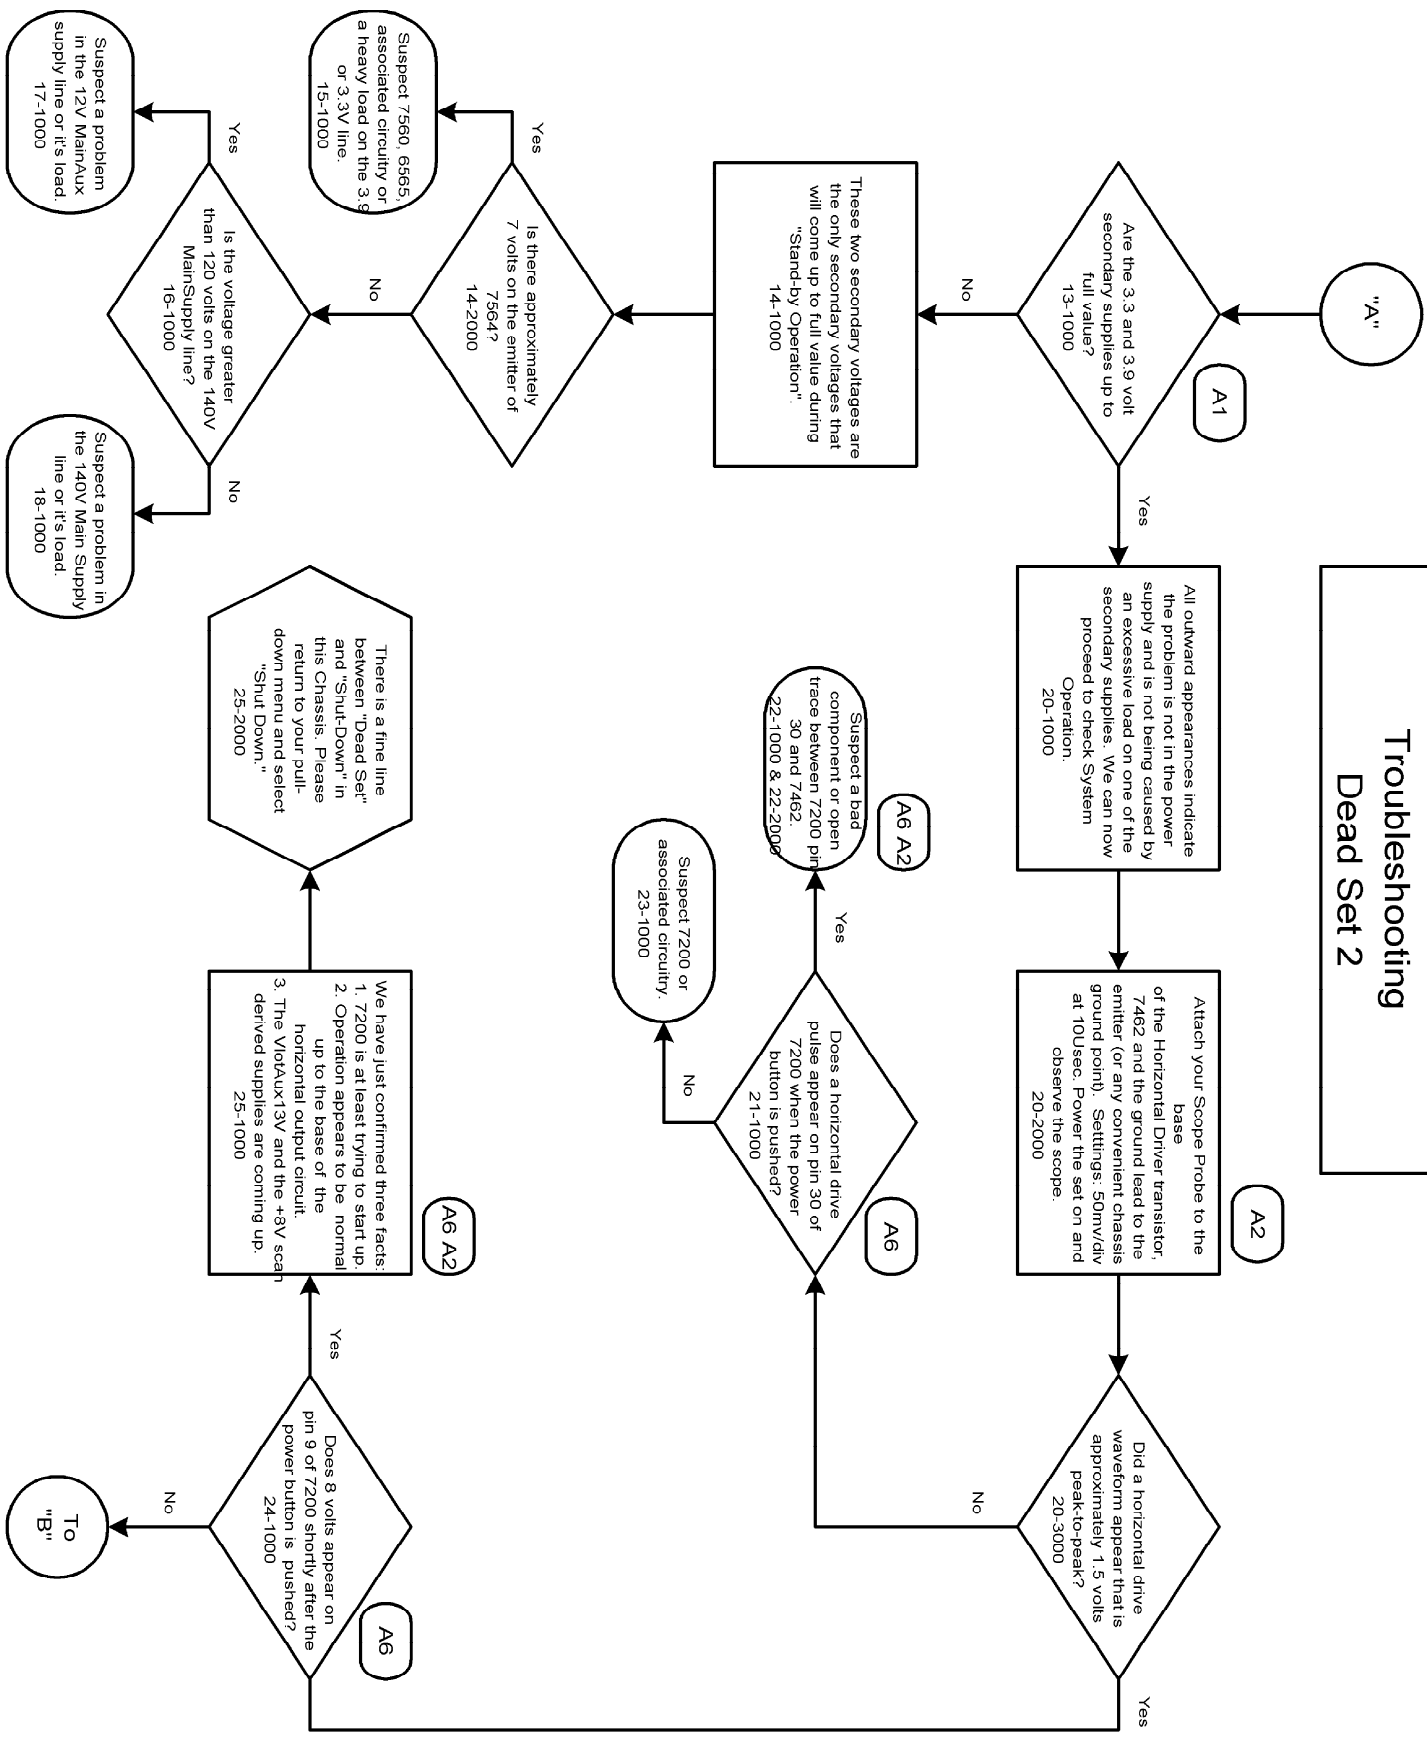 Troubleshooting
Dead Set 2
"A"
A1
Are the 3.3 and 3.9 volt
secondary supplies up to
full value?
13-1000
Yes
No
All outward appearances indicate
the problem is not in the power
supply and is not being caused by
an excessive load on one of the
secondary supplies. We can now
proceed to check System
Operation.
20-1000
A2
Attach your Scope Probe to the
base
of the Horizontal Driver transistor,
7462 and the ground lead to the
emitter (or any convenient chassis
ground point). Setttings: 50mv/div
at 10Usec. Power the set on and
observe the scope.
20-2000
Did a horizontal drive
waveform appear that is
approximately 1.5 volts
peak-to-peak?
20-3000
Yes
No
These two secondary voltages are
the only secondary voltages that
will come up to full value during
"Stand-by Operation".
14-1000
A6 A2
Suspect a bad
component or open
trace between 7200 pin
30 and 7462.
22-1000 & 22-2000
Yes
A6
Does a horizontal drive
pulse appear on pin 30 of
7200 when the power
button is pushed?
21-1000
No
Suspect 7200 or
associated circuitry.
23-1000
Is there approximately
7 volts on the emitter of
7564?
14-2000
Yes
No
Suspect 7560, 6565,
associated circuitry or
a heavy load on the 3.9
or 3.3V line.
15-1000
Is the voltage greater
than 120 volts on the 140V
MainSupply line?
16-1000
Yes
No
Suspect a problem
in the 12V MainAux
supply line or it's load.
17-1000
Suspect a problem in
the 140V Main Supply
line or it's load.
18-1000
There is a fine line
between "Dead Set"
and "Shut-Down" in
this Chassis. Please
return to your pull-
down menu and select
"Shut Down."
25-2000
A6 A2
We have just confirmed three facts:
1. 7200 is at least trying to start up.
2. Operation appears to be normal
up to the base of the
horizontal output circuit.
3. The VlotAux13V and the +8V scan
derived supplies are coming up.
25-1000
Yes
A6
Does 8 volts appear on
pin 9 of 7200 shortly after the
power button is pushed?
24-1000
No
To
"B"